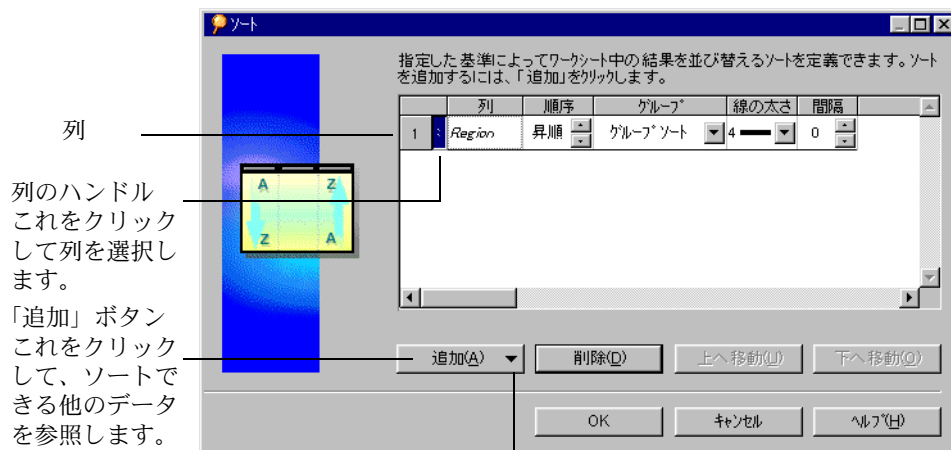 ソート
指定した基準によってワークシート中の結果を並び替えるソートを定義できます。ソート
を追加するには、「追加」をクリックします。
列 順序 グループ 線の太さ 間隔
1 Region 昇順 グループ ソート 4 0
A Z
Z A
追加(A) 削除(D) 上へ移動(U) 下へ移動(O)
OK キャンセル ヘルプ(H)
列
列のハンドル
これをクリック
して列を選択し
ます。
「追加」ボタン
これをクリック
して、ソートで
きる他のデータ
を参照します。